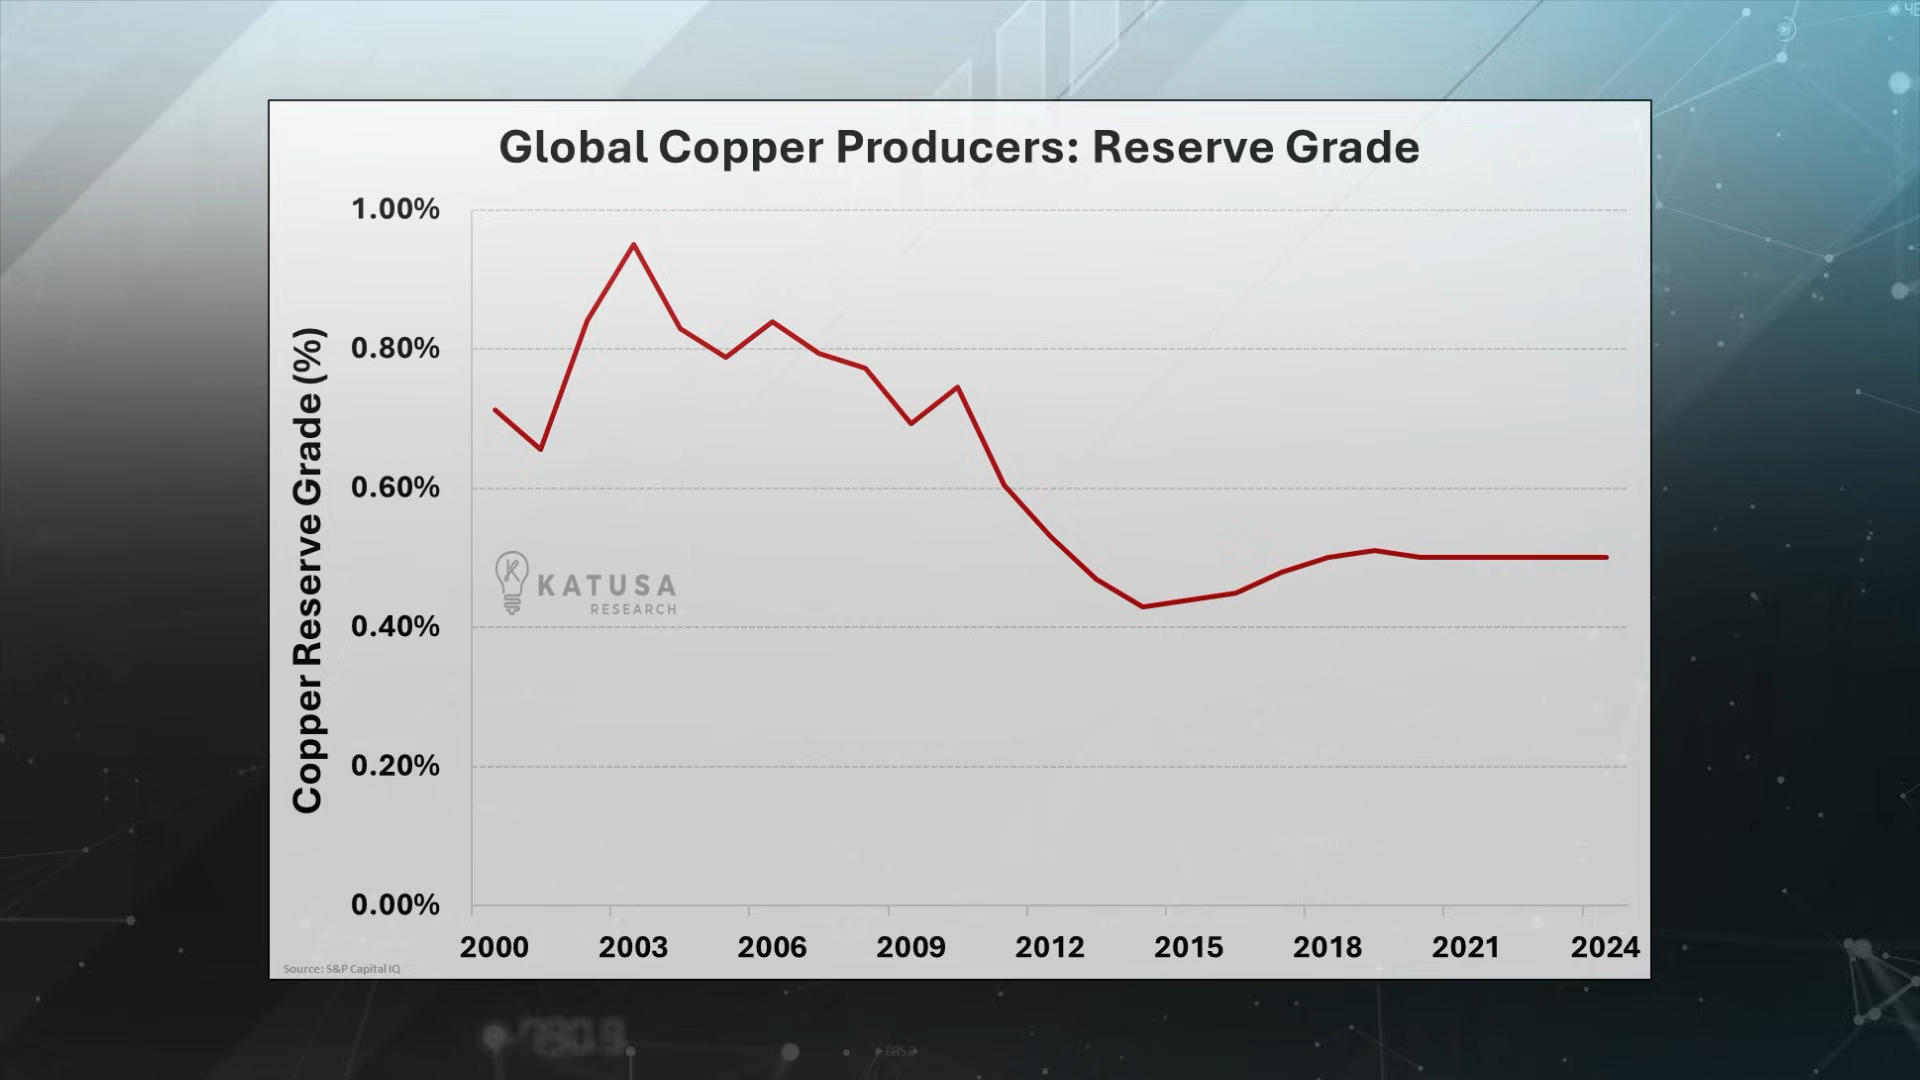 Global Copper Producers: Reserve Grade
Copper Reserve Grade (%)
1.00%
0.80%
0.60%
0.40%
0.20%
0.00%
KATUSA
RESEARCH
2000 2003 2006 2009 2012 2015 2018 2021 2024
Source: S&P Capital IQ